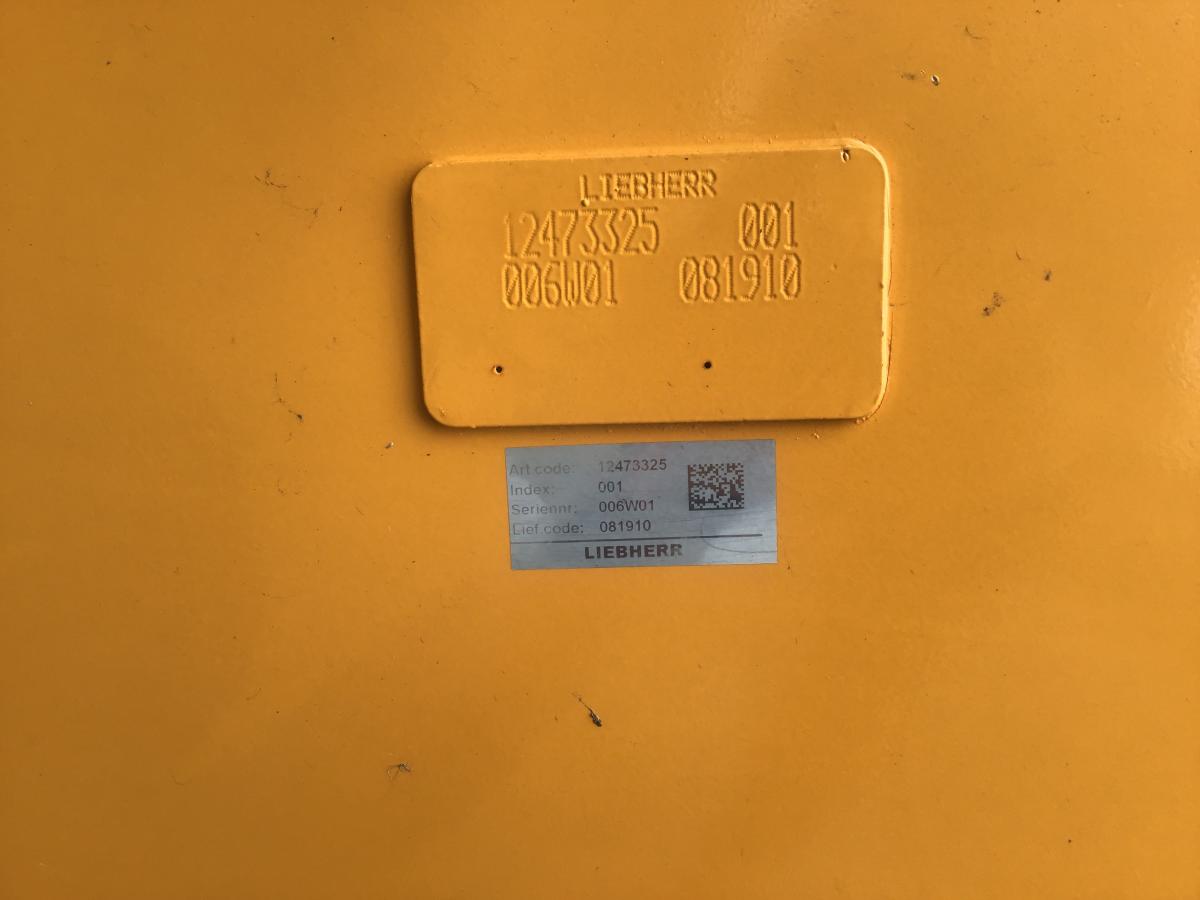 LIEBHERR
12473325 001
006W01 081910
Art code: 12473325
Index: 001
Seriennr: 006W01
Lief code: 081910
LIEBHERR